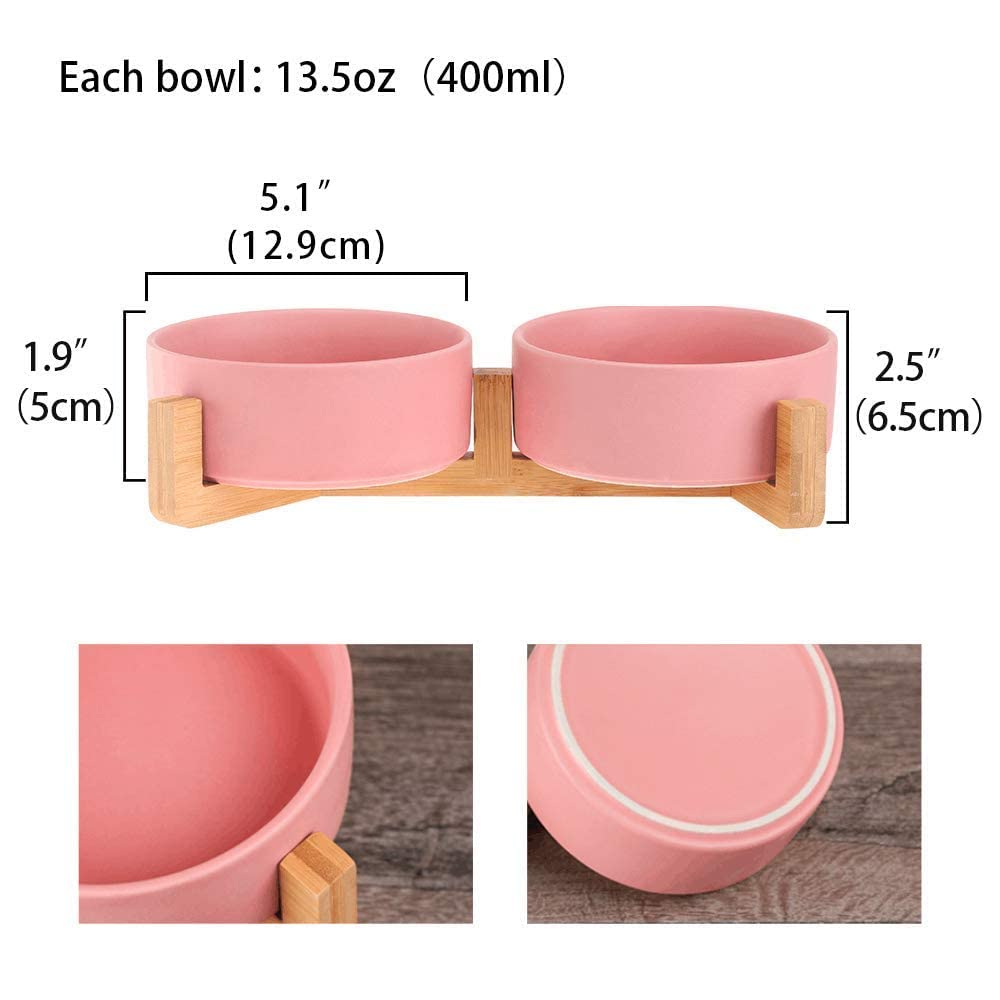 Each bowl: 13.5oz (400ml)
5.1"
(12.9cm)
1.9"
(5cm)
2.5"
(6.5cm)